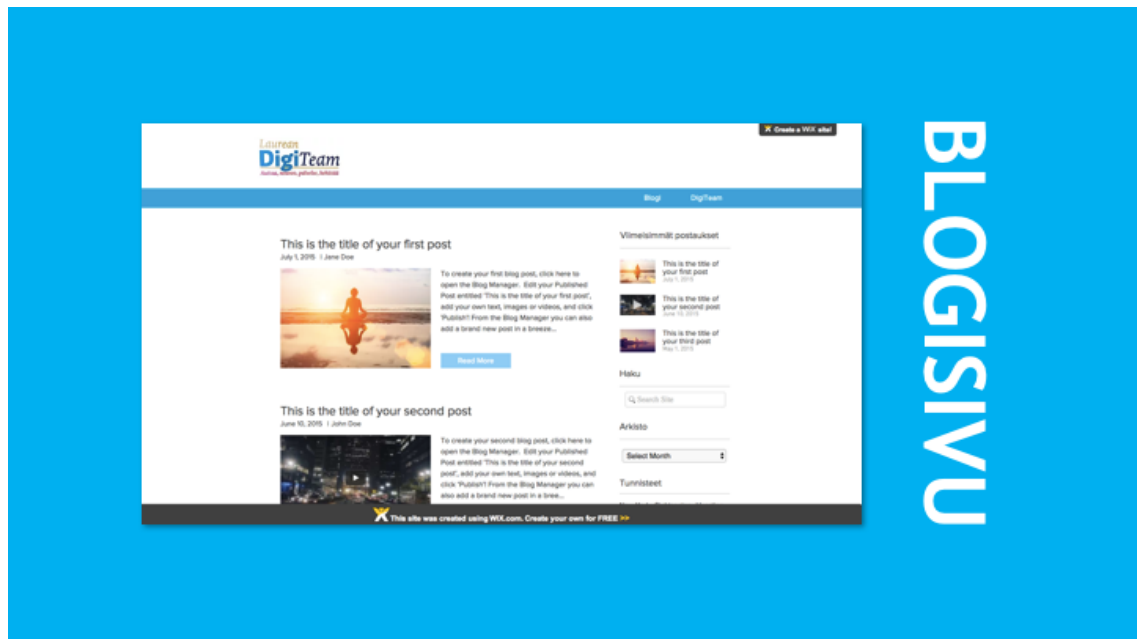 Create a WiX site!
Laurean
DigiTeam
Blogi
DigiTeam
This is the title of your first post
July 1, 2015 | Jane Doe
To create your first blog post, click here to
open the Blog Manager. Edit your Published
Post entitled 'This is the title of your first post',
add your own text, images or videos, and click
'Publish'! From the Blog Manager you can also
add a brand new post in a breeze...
Read More
This is the title of your second post
June 10, 2015 | John Doe
To create your second blog post, click here to
open the Blog Manager. Edit your Published
Post entitled 'This is the title of your second
post', add your own text, images or videos, and
click 'Publish'! From the Blog Manager you can
also add a brand new post in a bree...
Viimeisimmät postaukset
This is the title of
your first post
July 1, 2015
This is the title of
your second post
June 10, 2015
This is the title of
your third post
May 1, 2015
Haku
Search Site
Arkisto
Select Month
Tunnisteet
This site was created using WIX.com. Create your own for FREE >>
BLOGISIVU